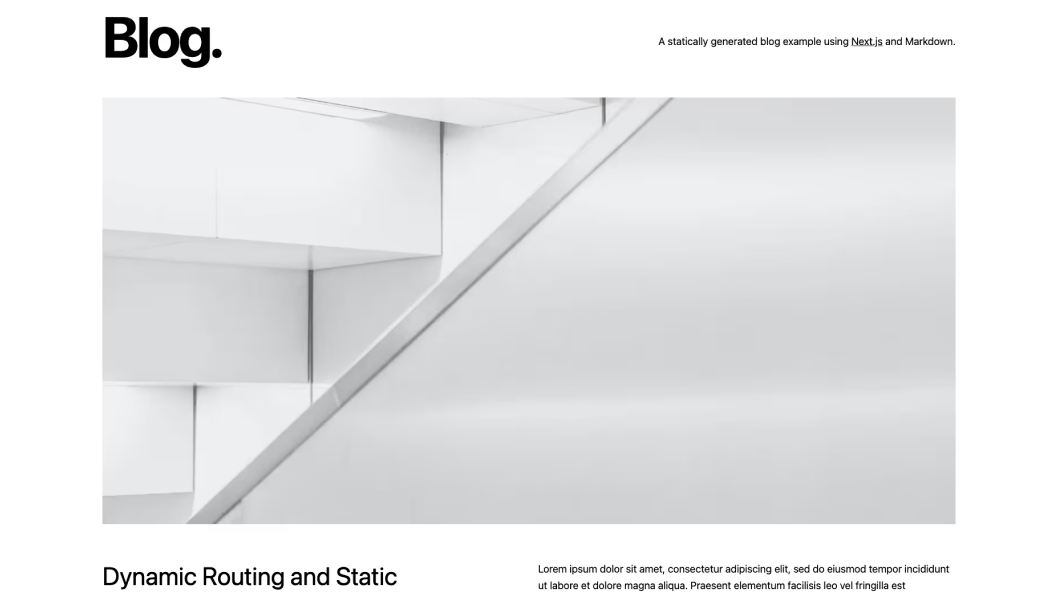 Blog.
A statically generated blog example using Next.js and Markdown.
Dynamic Routing and Static
Lorem ipsum dolor sit amet, consectetur adipiscing elit, sed do eiusmod tempor incididunt
ut labore et dolore magna aliqua. Praesent elementum facilisis leo vel fringilla est